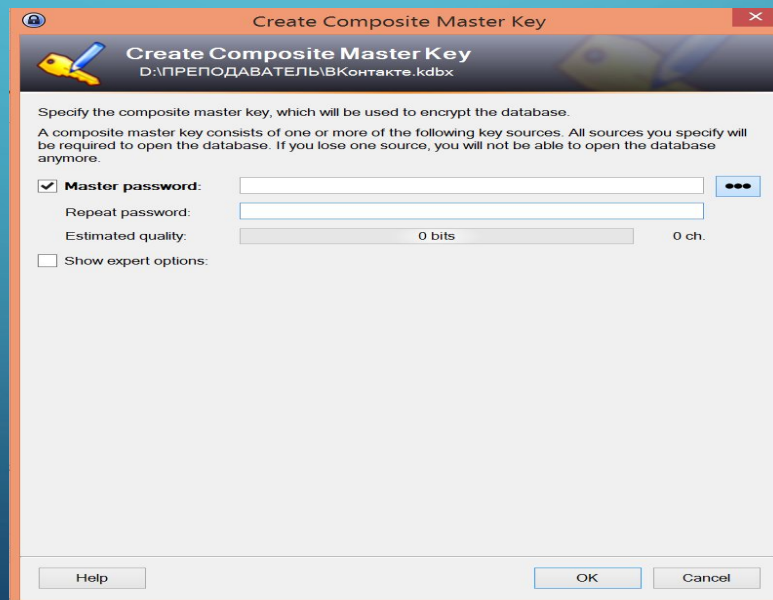 Create Composite Master Key
Create Composite Master Key
D:\ПРЕПОДАВАТЕЛЬ\ВКонтакте.kdbx
Specify the composite master key, which will be used to encrypt the database.
A composite master key consists of one or more of the following key sources. All sources you specify will
be required to open the database. If you lose one source, you will not be able to open the database
anymore.
Master password:
Repeat password:
Estimated quality: 0 bits 0 ch.
Show expert options:
Help OK Cancel